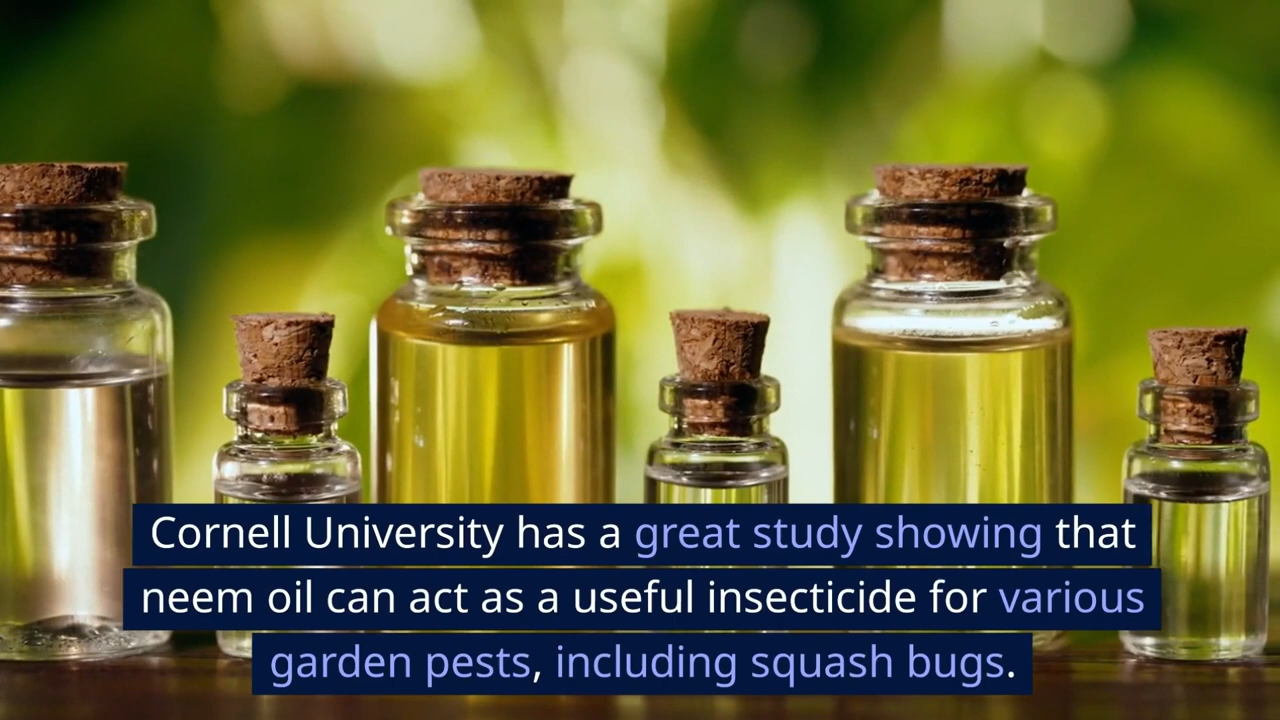 Cornell University has a great study showing that
neem oil can act as a useful insecticide for various
garden pests, including squash bugs.